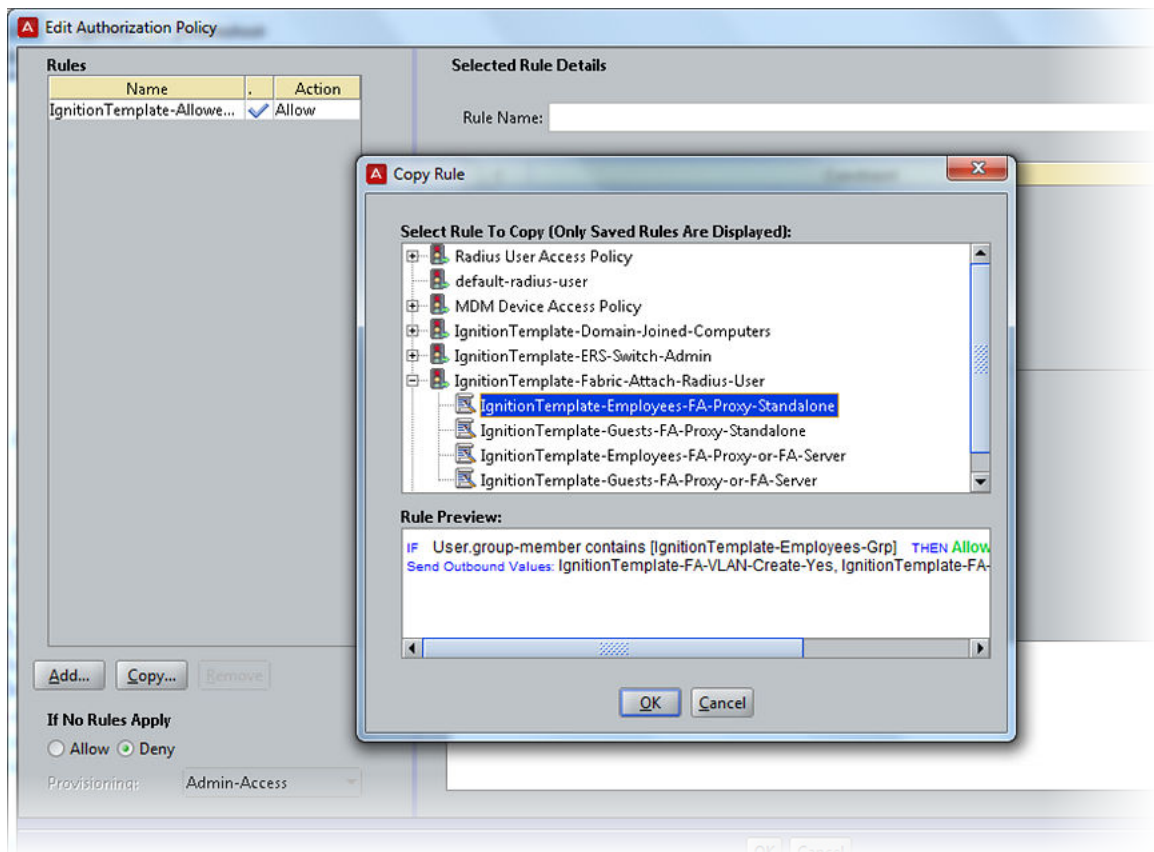 Edit Authorization Policy
Rules
Name . Action
IgnitionTemplate-Allowe... Allow
Selected Rule Details
Rule Name:
Copy Rule
Select Rule To Copy (Only Saved Rules Are Displayed):
Radius User Access Policy
default-radius-user
MDM Device Access Policy
IgnitionTemplate-Domain-Joined-Computers
IgnitionTemplate-ERS-Switch-Admin
IgnitionTemplate-Fabric-Attach-Radius-User
IgnitionTemplate-Employees-FA-Proxy-Standalone
IgnitionTemplate-Guests-FA-Proxy-Standalone
IgnitionTemplate-Employees-FA-Proxy-or-FA-Server
IgnitionTemplate-Guests-FA-Proxy-or-FA-Server
Rule Preview:
IF User.group-member contains [IgnitionTemplate-Employees-Grp] THEN Allow
Send Outbound Values: IgnitionTemplate-FA-VLAN-Create-Yes, IgnitionTemplate-FA-
OK Cancel
Add... Copy... Remove
If No Rules Apply
Allow Deny
Provisioning: Admin-Access
OK Cancel